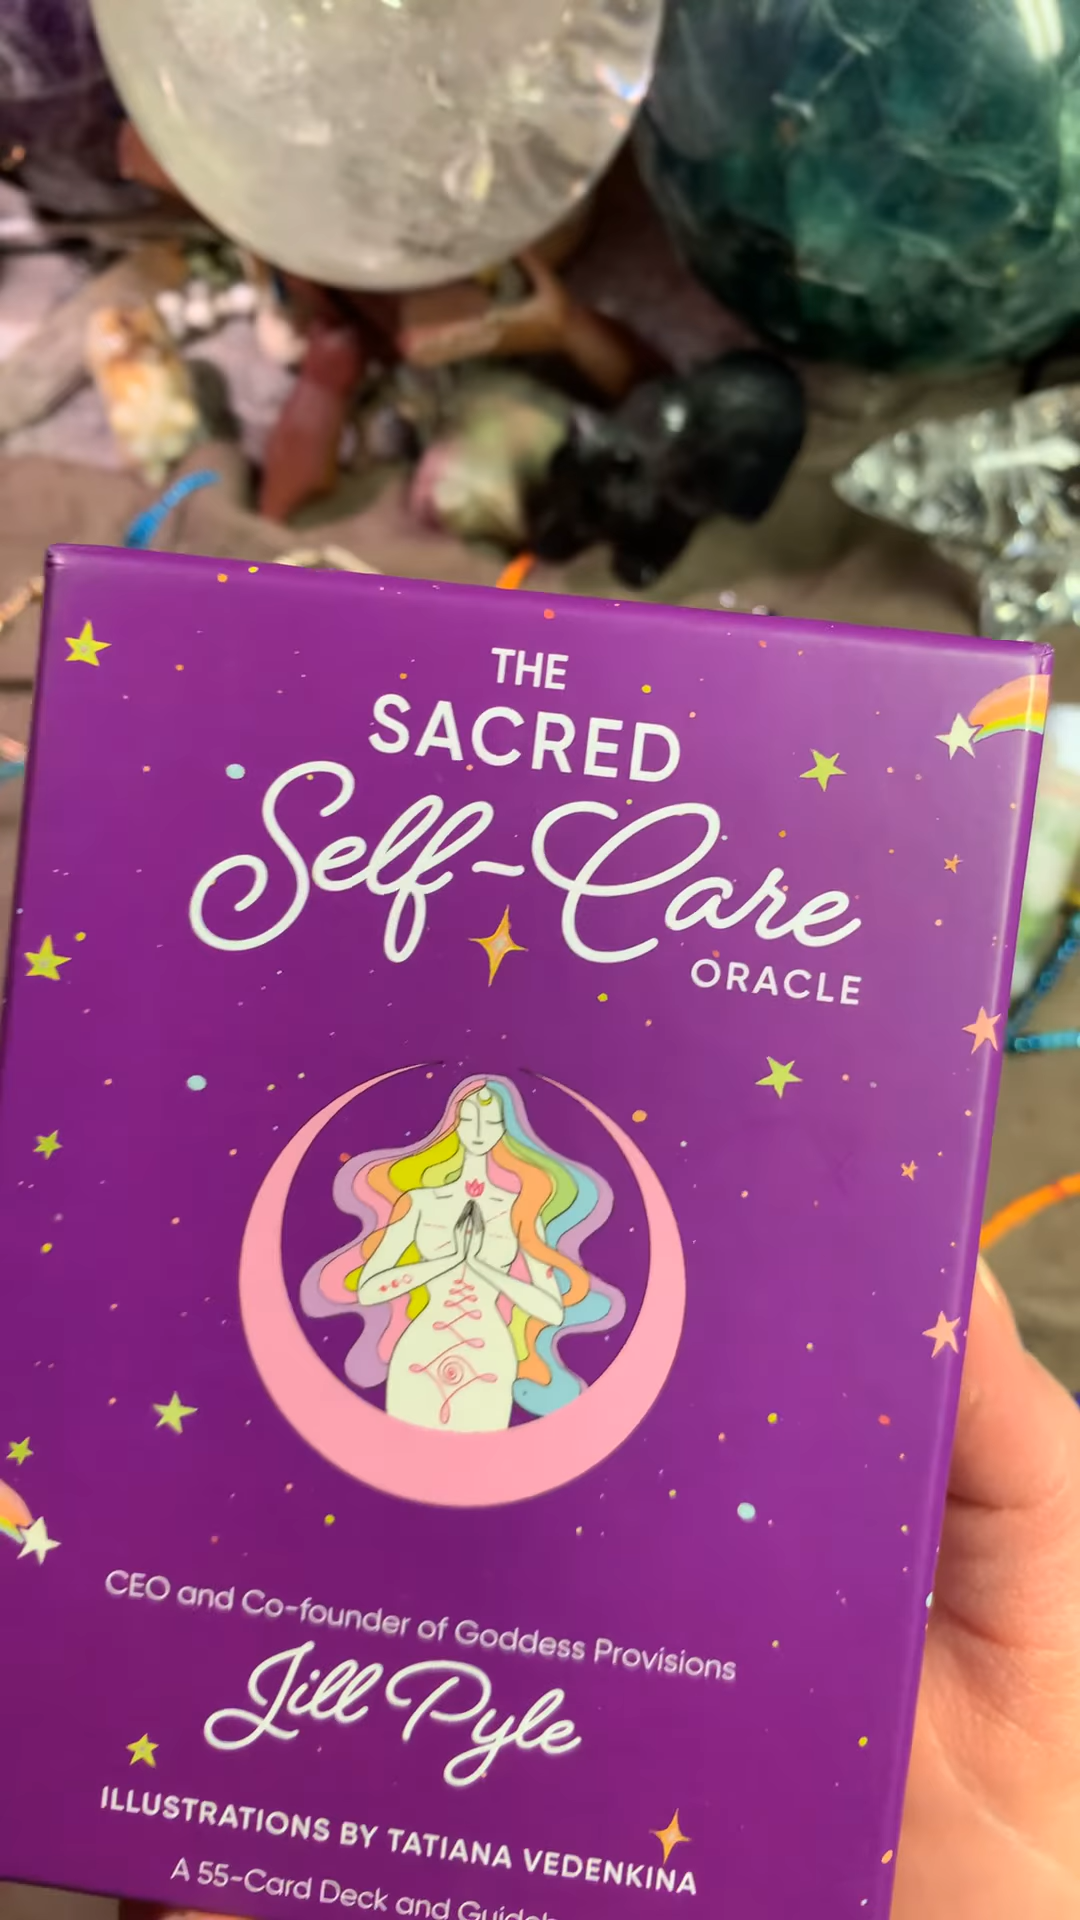 THE
SACRED
Self-Care
ORACLE
CEO and Co-founder of Goddess Provisions
Jill Pyle
ILLUSTRATIONS BY TATIANA VEDENKINA
A 55-Card Deck and